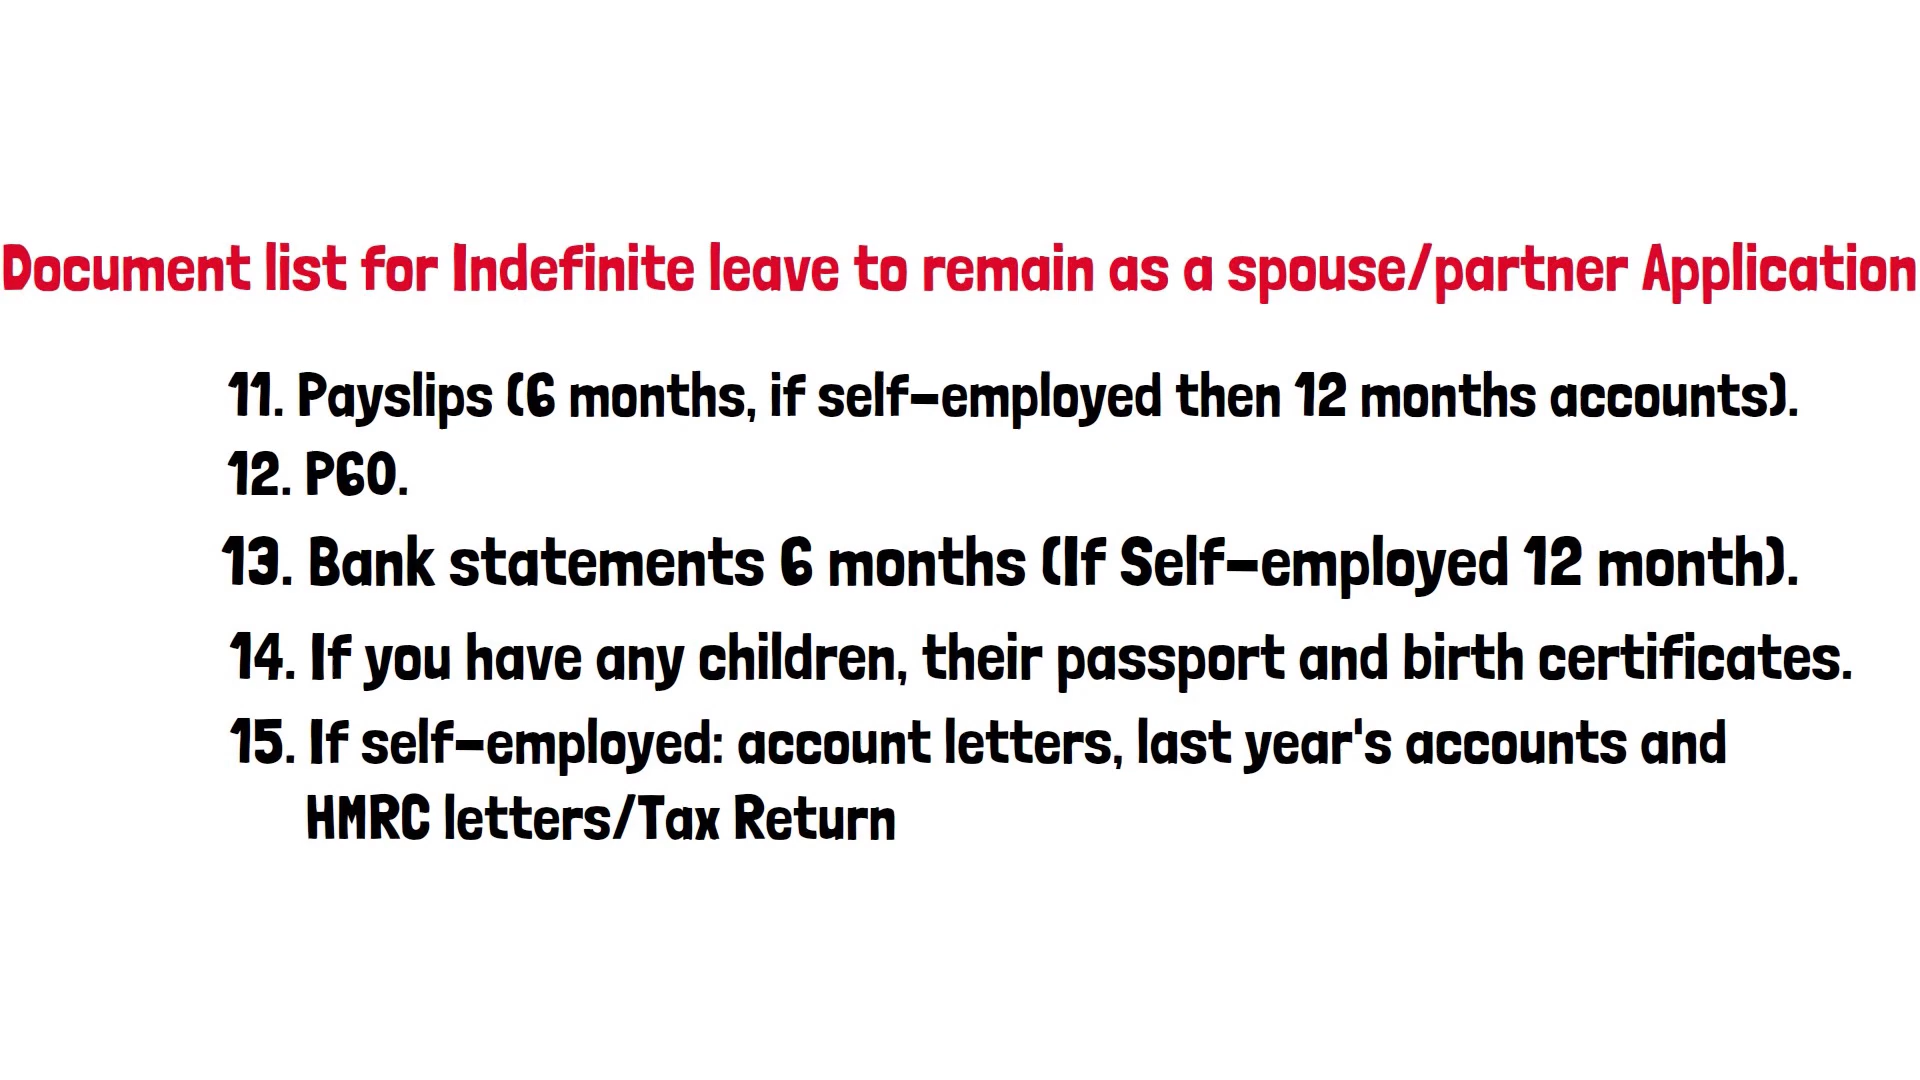 Document list for Indefinite leave to remain as a spouse/partner Application
11. Payslips (6 months, if self-employed then 12 months accounts).
12. P60.
13. Bank statements 6 months (If Self-employed 12 month).
14. If you have any children, their passport and birth certificates.
15. If self-employed: account letters, last year's accounts and
HMRC letters/Tax Return